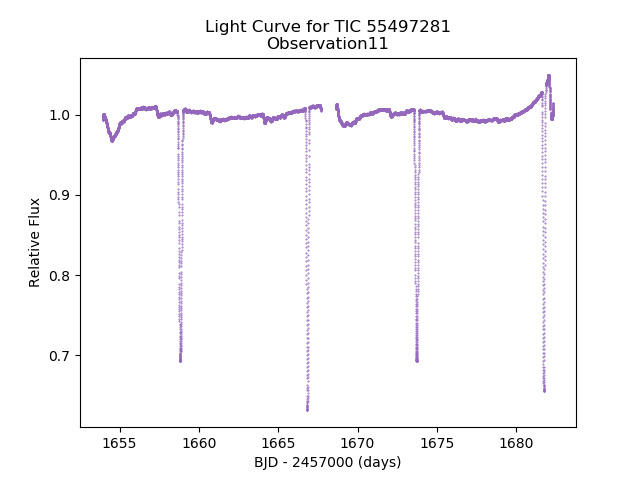 Light Curve for TIC 55497281
Observation11
1.0
0.9
0.8
0.7
Relative Flux
1655
1660
1665
1670
1675
1680
BJD - 2457000 (days)